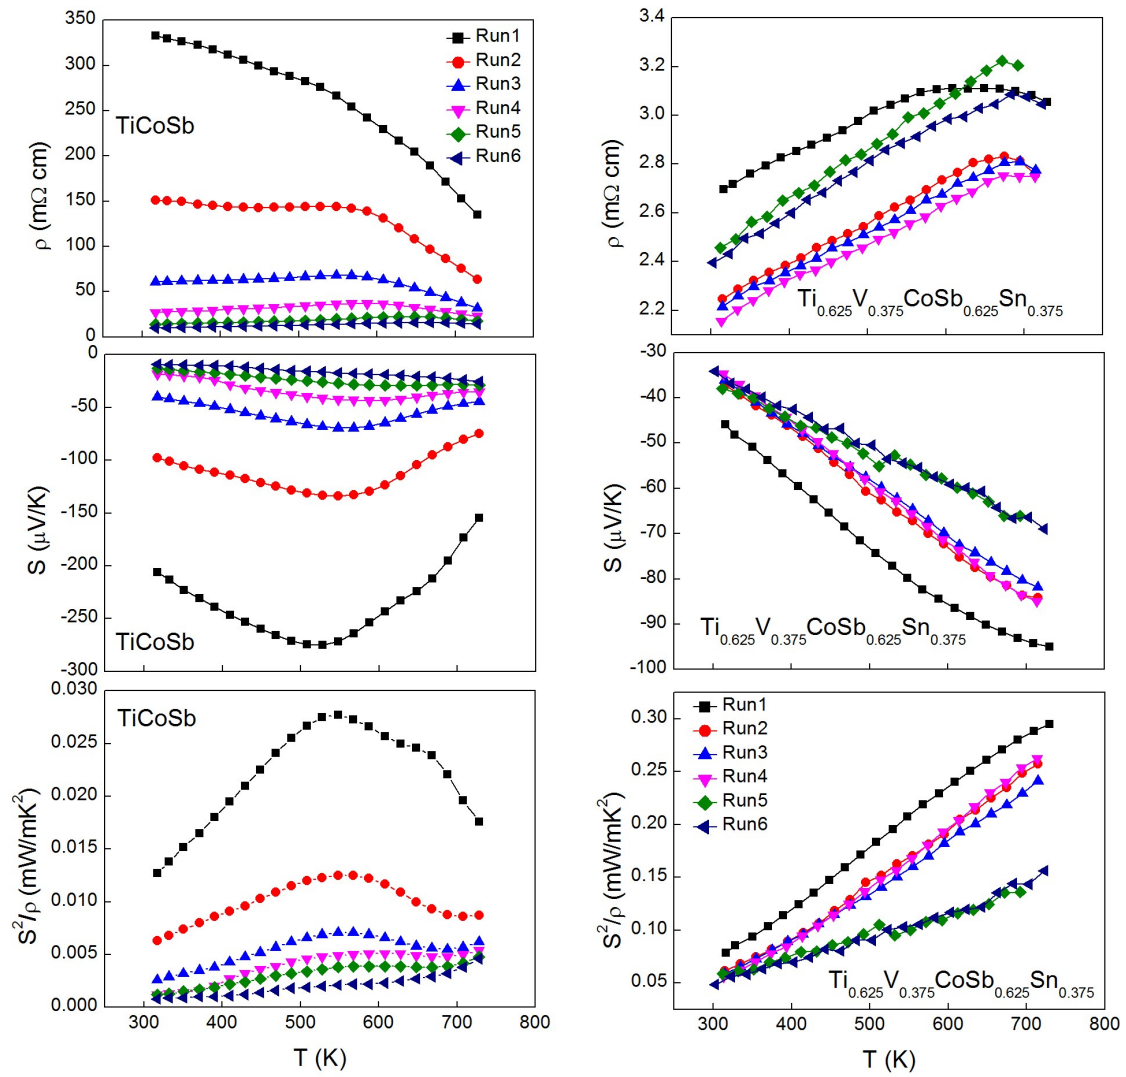 350
300
250
200
150
100
50
0
ρ (mΩ cm)
TiCoSb
Run1
Run2
Run3
Run4
Run5
Run6
3.4
3.2
3.0
2.8
2.6
2.4
2.2
ρ (mΩ cm)
Ti0.625V0.375CoSb0.625Sn0.375
0
-50
-100
-150
-200
-250
-300
S (μV/K)
TiCoSb
-30
-40
-50
-60
-70
-80
-90
-100
S (μV/K)
Ti0.625V0.375CoSb0.625Sn0.375
0.030
0.025
0.020
0.015
0.010
0.005
0.000
S²/ρ (mW/mK²)
TiCoSb
300 400 500 600 700 800
T (K)
0.30
0.25
0.20
0.15
0.10
0.05
S²/ρ (mW/mK²)
Run1
Run2
Run3
Run4
Run5
Run6
Ti0.625V0.375CoSb0.625Sn0.375
300 400 500 600 700 800
T (K)